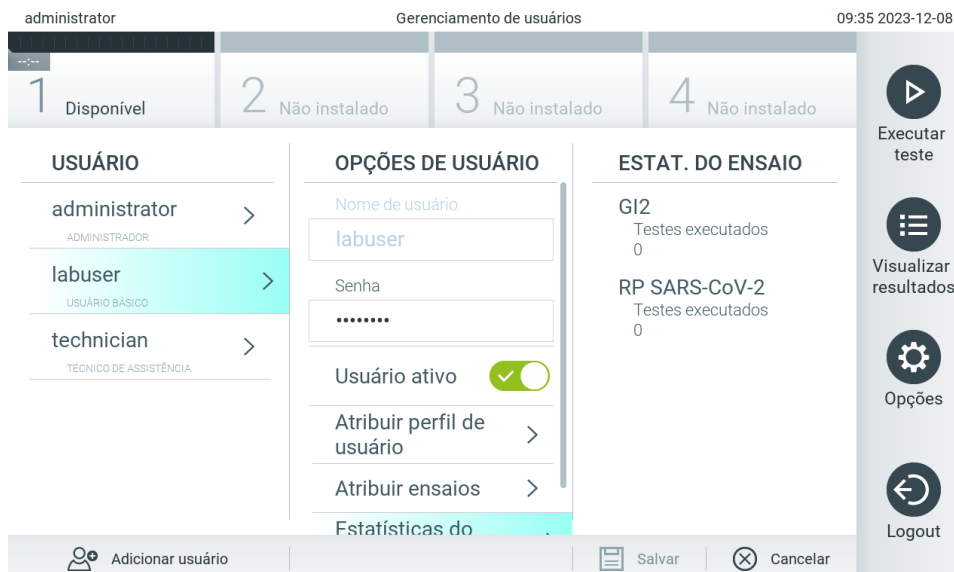 administrator
Gerenciamento de usuários
09:35 2023-12-08
--:--
1 Disponível
2 Não instalado
3 Não instalado
4 Não instalado
USUÁRIO
administrator
ADMINISTRADOR
labuser
USUÁRIO BÁSICO
technician
TÉCNICO DE ASSISTÊNCIA
OPÇÕES DE USUÁRIO
Nome de usuário
labuser
Senha
••••••••
Usuário ativo
Atribuir perfil de
usuário
Atribuir ensaios
Estatísticas do
ESTAT. DO ENSAIO
GI2
Testes executados
0
RP SARS-CoV-2
Testes executados
0
Executar
teste
Visualizar
resultados
Opções
Logout
Adicionar usuário
Salvar
Cancelar